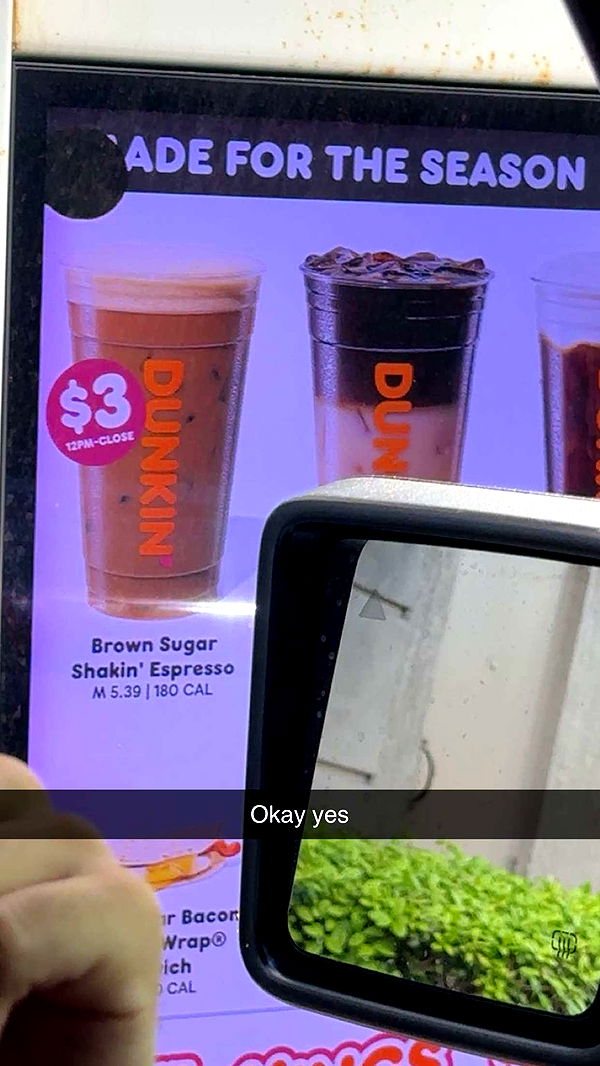 ADE FOR THE SEASON
$3
12PM-CLOSE
DUNKIN'
DUN
Brown Sugar
Shakin' Espresso
M 5.39 | 180 CAL
Okay yes
r Bacon
Wrap®
ich
CAL